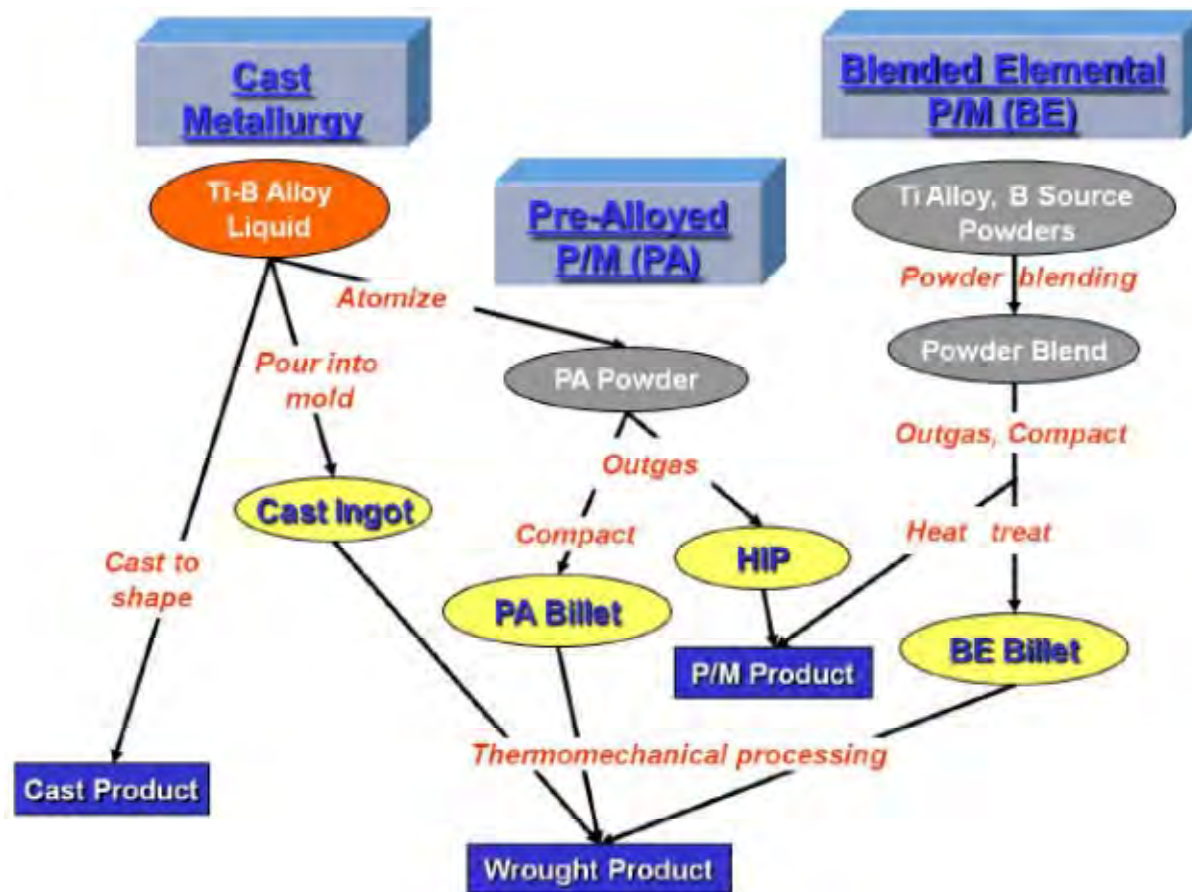 Cast
Metallurgy
Blended Elemental
P/M (BE)
Ti-B Alloy
Liquid
Pre-Alloyed
P/M (PA)
Ti Alloy, B Source
Powders
Atomize
Powder blending
Pour into
mold
PA Powder
Powder Blend
Outgas
Outgas, Compact
Cast Ingot
Compact
HIP
Heat treat
Cast to
shape
PA Billet
P/M Product
BE Billet
Thermomechanical processing
Cast Product
Wrought Product